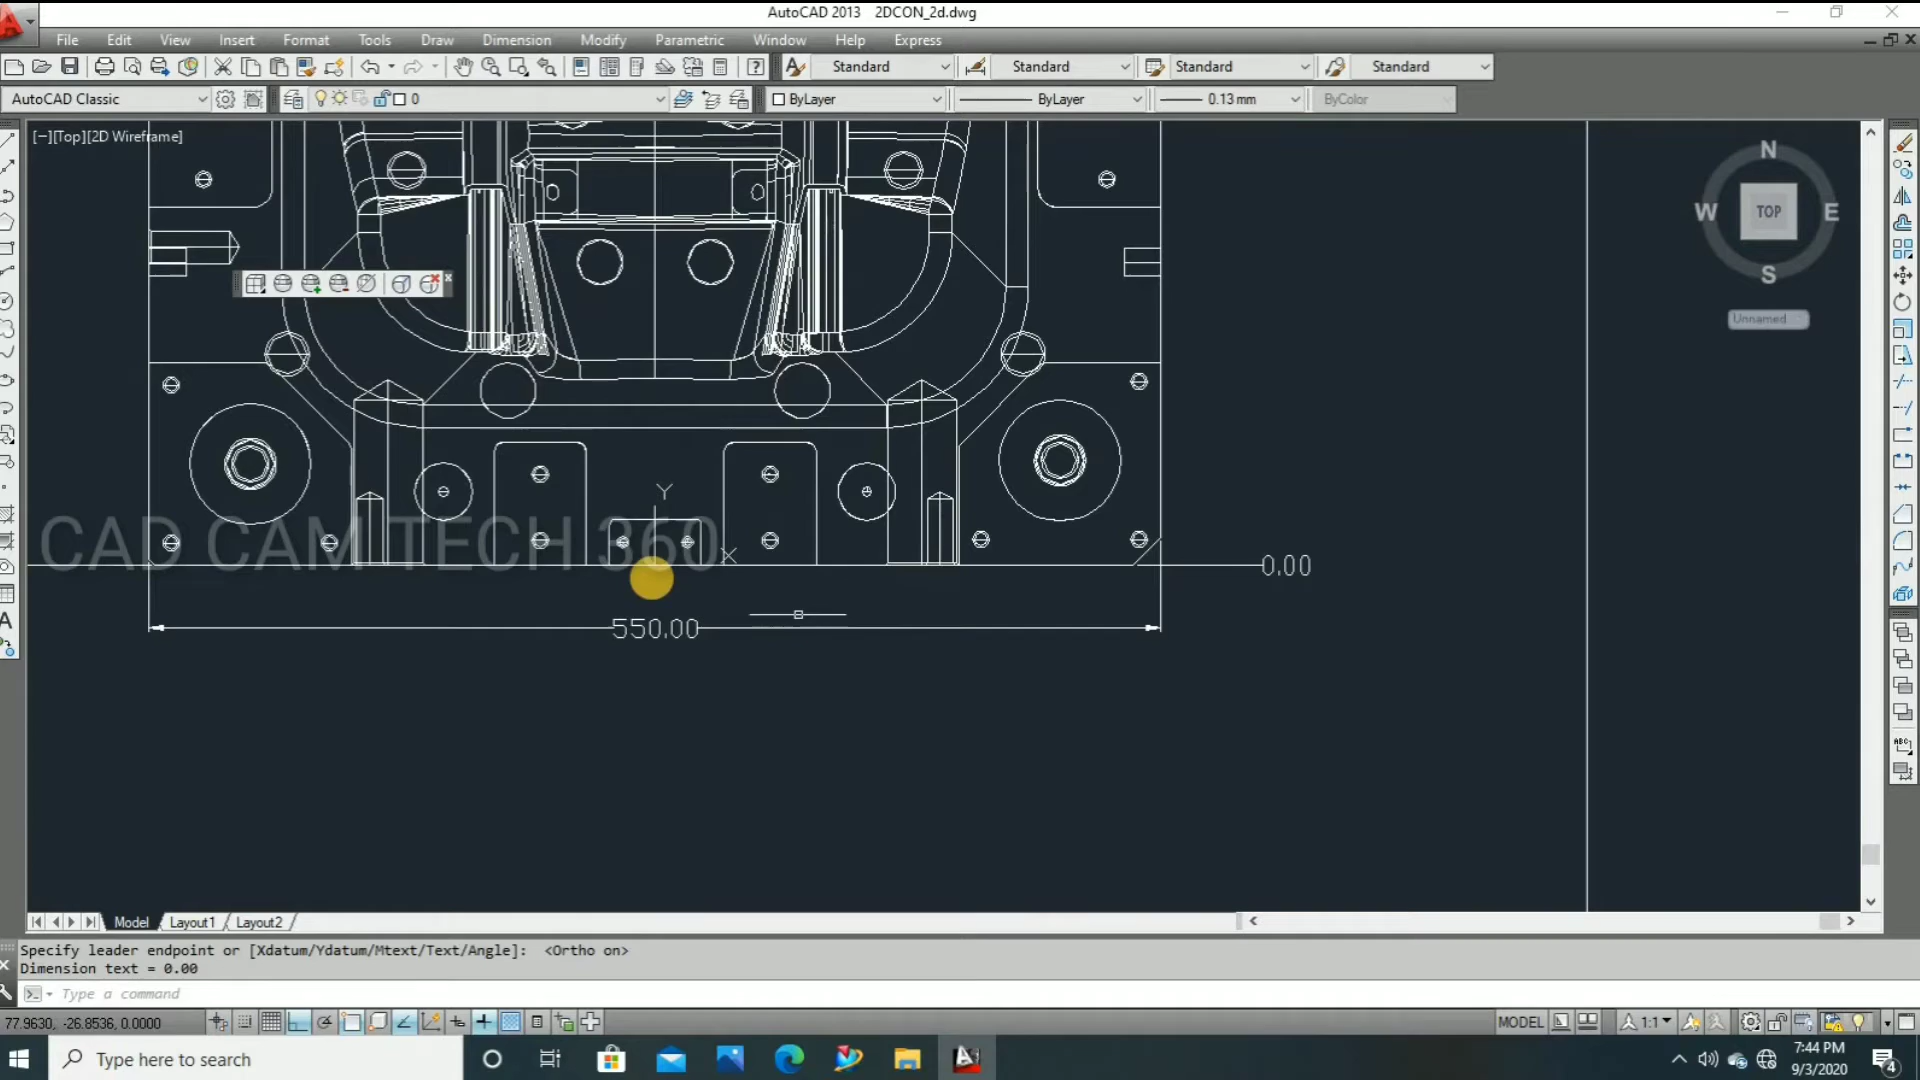 AutoCAD 2013 2DCON_2d.dwg
File Edit View Insert Format Tools Draw Dimension Modify Parametric Window Help Express
Standard Standard Standard Standard
AutoCAD Classic 0 ByLayer ByLayer 0.13 mm ByColor
[−][Top][2D Wireframe]
N
W TOP E
S
Unnamed
Y
X
CAD CAM TECH 360
0.00
550.00
Model Layout1 Layout2
Specify leader endpoint or [Xdatum/Ydatum/Mtext/Text/Angle]: <Ortho on>
Dimension text = 0.00
Type a command
77.9630, -26.8536, 0.0000 MODEL 1:1
Type here to search
7:44 PM
9/3/2020
4